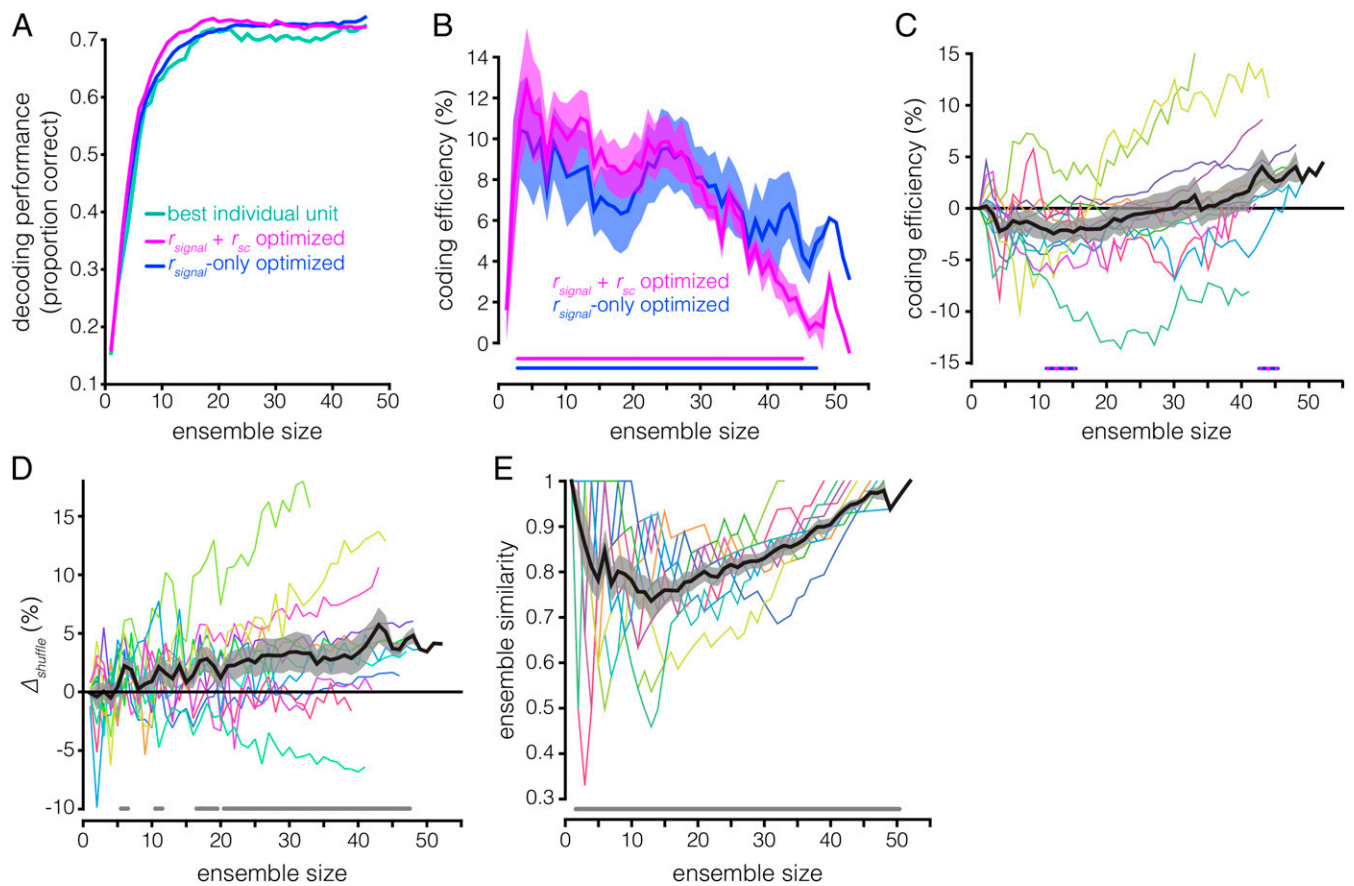 A
decoding performance
(proportion correct)
0.7
0.6
0.5
0.4
0.3
0.2
0.1
best individual unit
r_signal + r_sc optimized
r_signal-only optimized
0 10 20 30 40 50
ensemble size
B
coding efficiency (%)
14
12
10
8
6
4
2
0
r_signal + r_sc optimized
r_signal-only optimized
0 10 20 30 40 50
ensemble size
C
coding efficiency (%)
15
10
5
0
-5
-10
-15
0 10 20 30 40 50
ensemble size
D
Δ_shuffle (%)
15
10
5
0
-5
-10
0 10 20 30 40 50
ensemble size
E
ensemble similarity
1
0.9
0.8
0.7
0.6
0.5
0.4
0.3
0 10 20 30 40 50
ensemble size